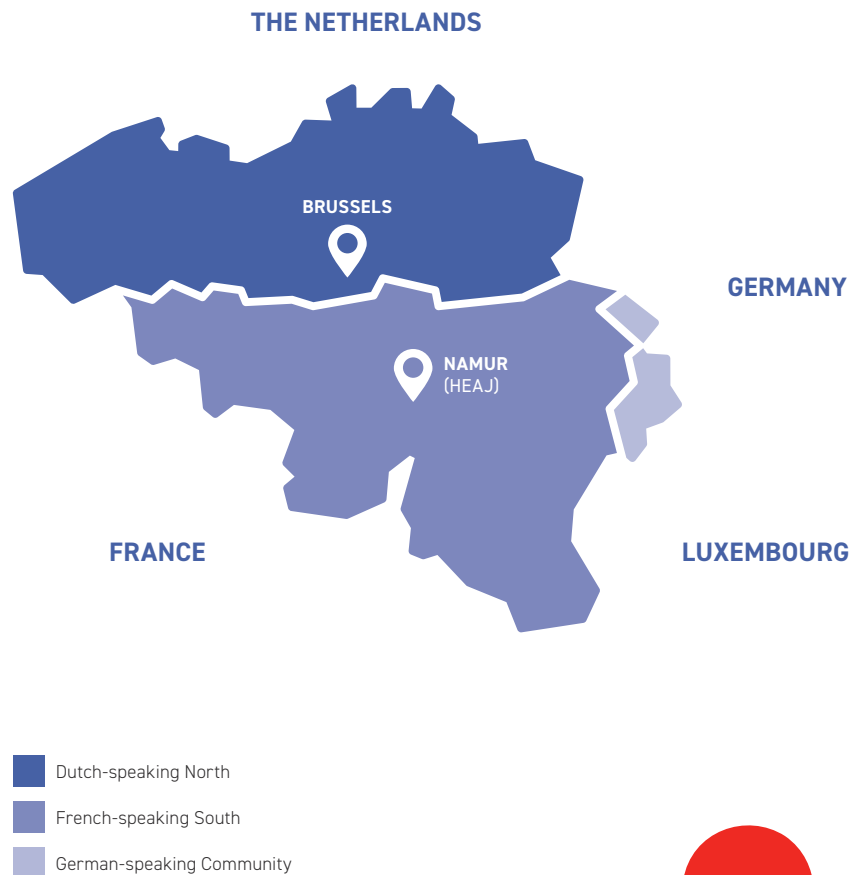 THE NETHERLANDS
BRUSSELS
GERMANY
NAMUR
(HEAJ)
FRANCE
LUXEMBOURG
Dutch-speaking North
French-speaking South
German-speaking Community